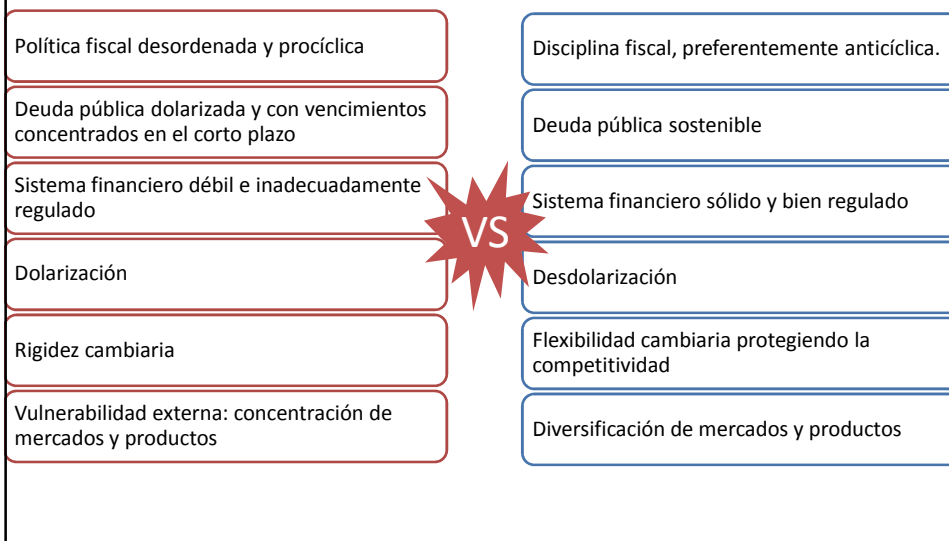 Política fiscal desordenada y procíclica
Deuda pública dolarizada y con vencimientos
concentrados en el corto plazo
Sistema financiero débil e inadecuadamente
regulado
Dolarización
Rigidez cambiaria
Vulnerabilidad externa: concentración de
mercados y productos
VS
Disciplina fiscal, preferentemente anticíclica.
Deuda pública sostenible
Sistema financiero sólido y bien regulado
Desdolarización
Flexibilidad cambiaria protegiendo la
competitividad
Diversificación de mercados y productos